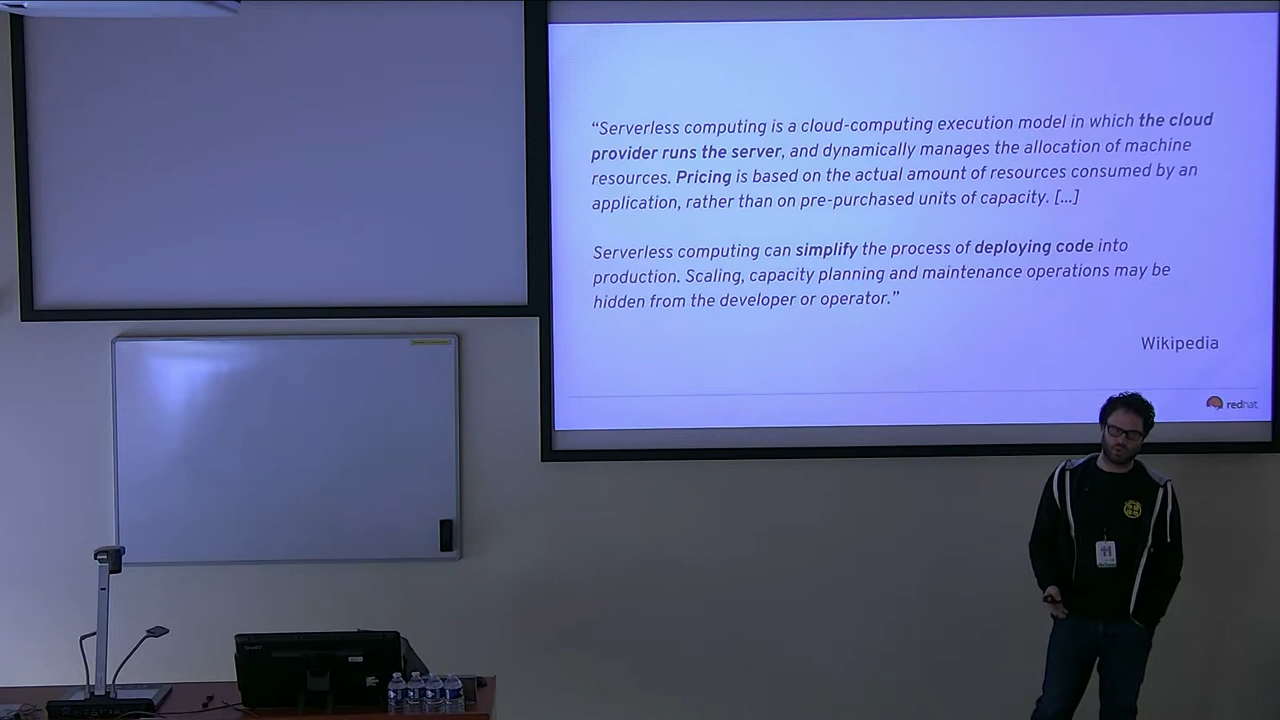 “Serverless computing is a cloud-computing execution model in which the cloud
provider runs the server, and dynamically manages the allocation of machine
resources. Pricing is based on the actual amount of resources consumed by an
application, rather than on pre-purchased units of capacity. [...]
Serverless computing can simplify the process of deploying code into
production. Scaling, capacity planning and maintenance operations may be
hidden from the developer or operator.”
Wikipedia
redhat